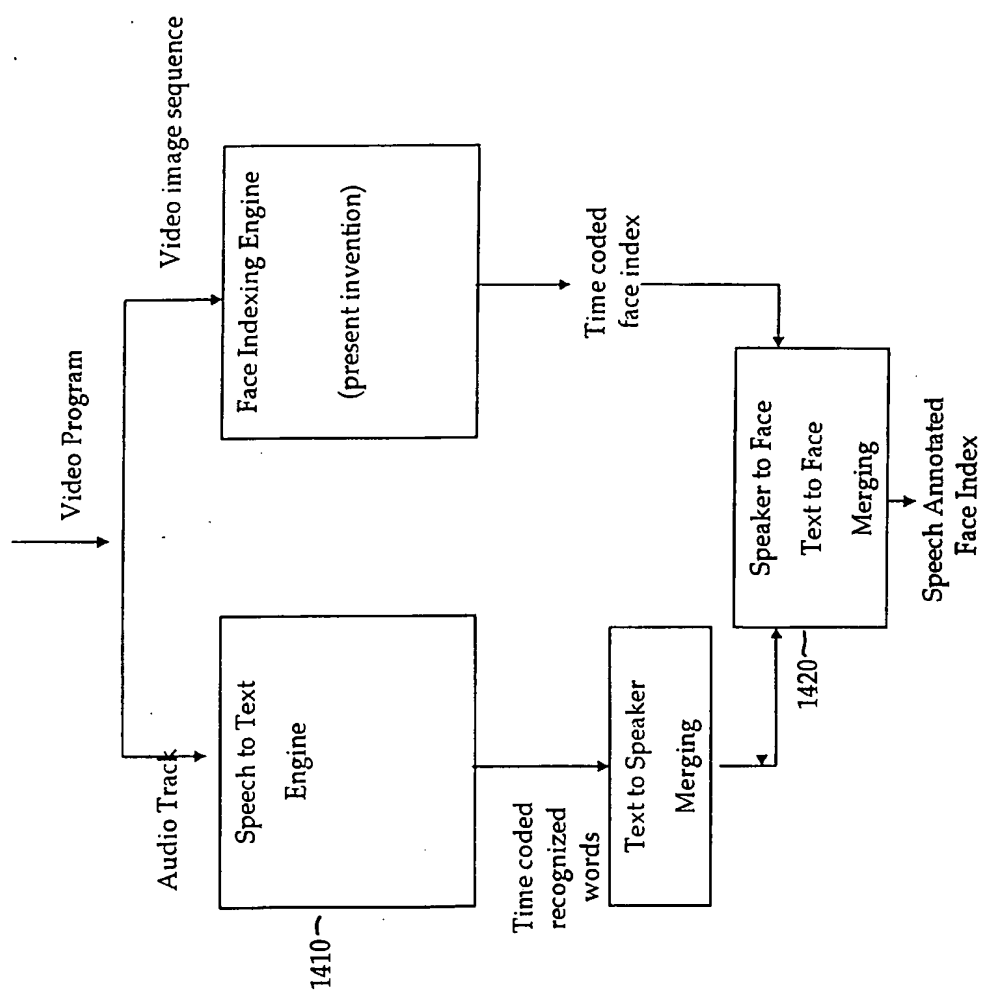 Video Program
Audio Track
Video image sequence
Speech to Text
Engine
Face Indexing Engine
(present invention)
1410
Time coded
recognized
words
Time coded
face index
Text to Speaker
Merging
Speaker to Face
Text to Face
Merging
1420
Speech Annotated
Face Index